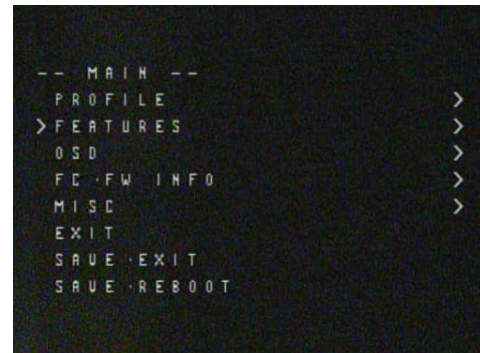 -- MAIN --
PROFILE >
>FEATURES >
OSD >
FC·FW INFO >
MISC >
EXIT
SAVE·EXIT
SAVE·REBOOT